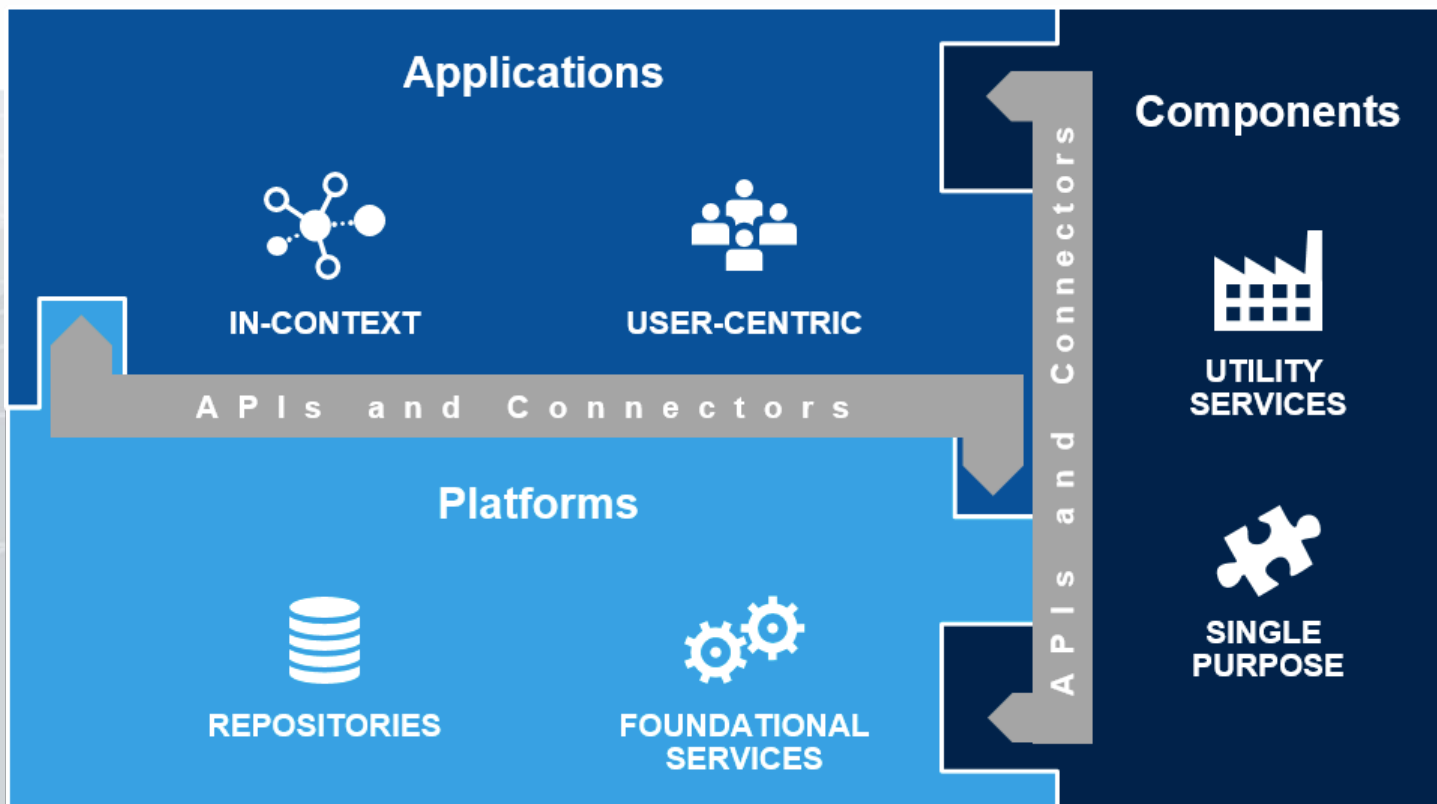 Applications
IN-CONTEXT
USER-CENTRIC
APIs and Connectors
Platforms
REPOSITORIES
FOUNDATIONAL
SERVICES
APIs and Connectors
Components
UTILITY
SERVICES
SINGLE
PURPOSE